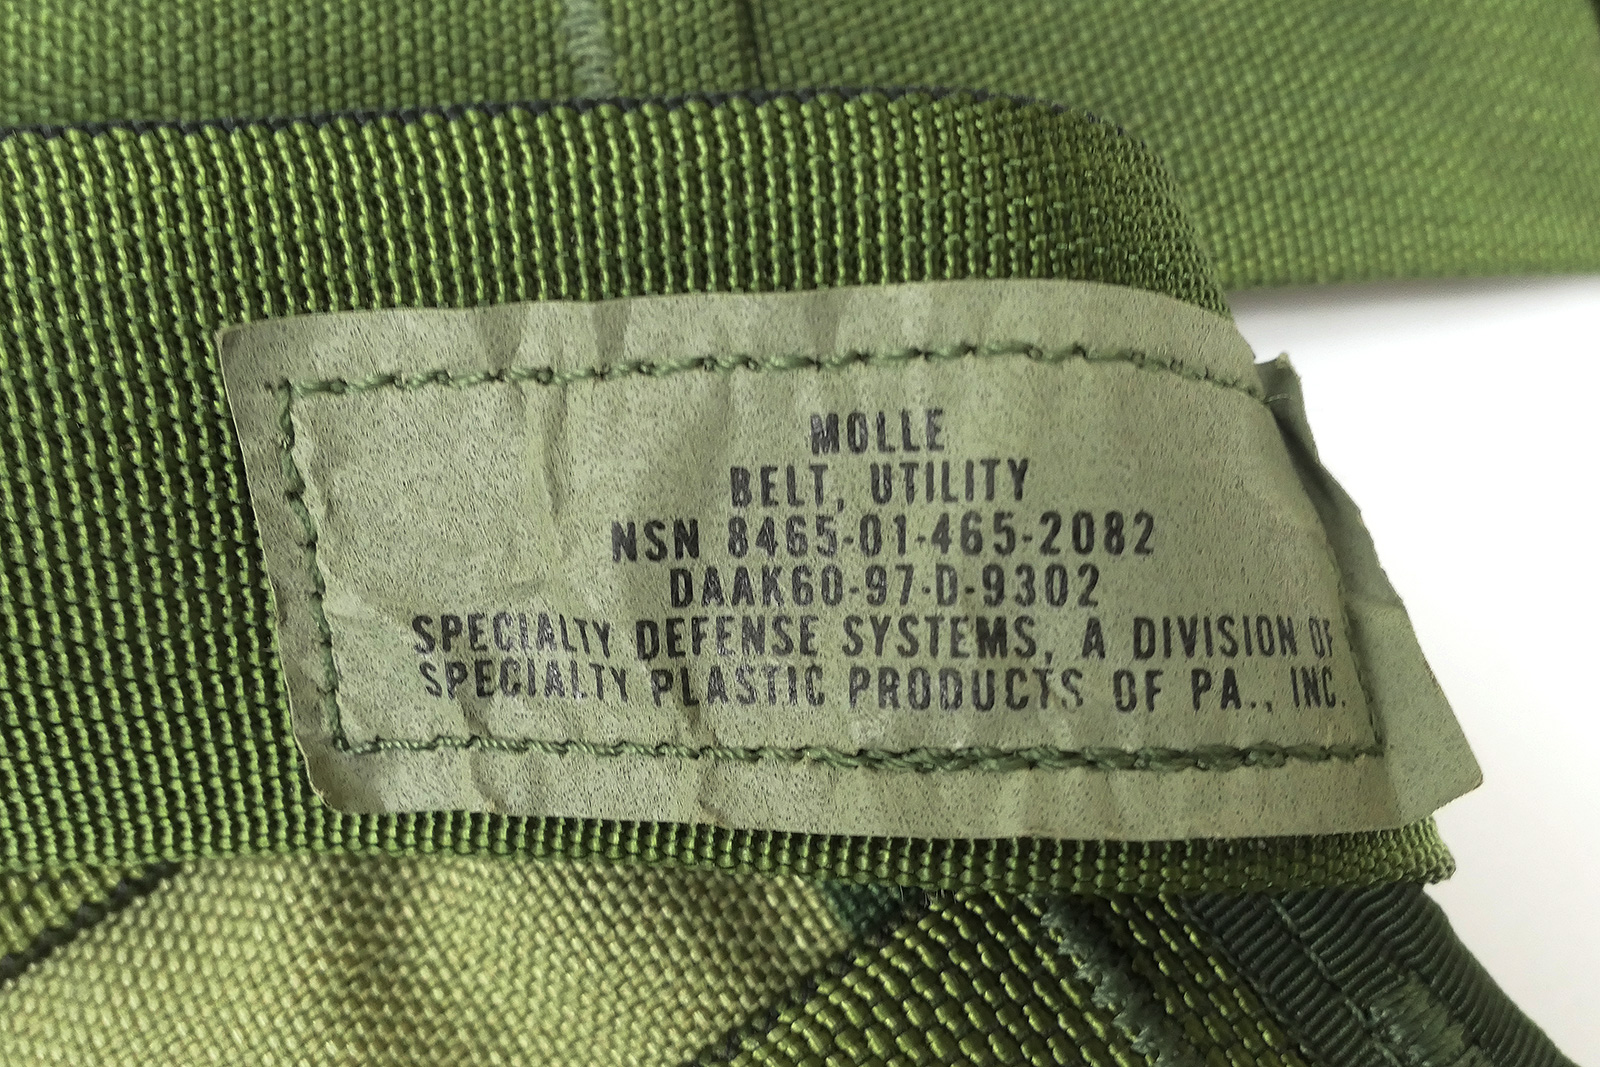 MOLLE
BELT, UTILITY
NSN 8465-01-465-2082
DAAK60-97-D-9302
SPECIALTY DEFENSE SYSTEMS, A DIVISION OF
SPECIALTY PLASTIC PRODUCTS OF PA., INC.